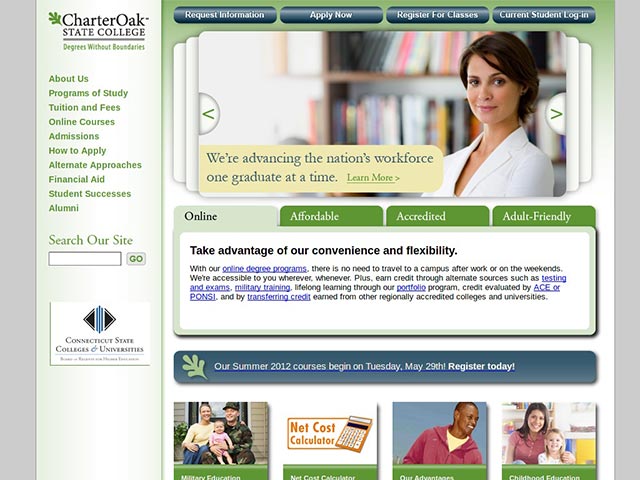 CharterOak
STATE COLLEGE
Degrees Without Boundaries
Request Information
Apply Now
Register For Classes
Current Student Log-in
About Us
Programs of Study
Tuition and Fees
Online Courses
Admissions
How to Apply
Alternate Approaches
Financial Aid
Student Successes
Alumni
Search Our Site
GO
CONNECTICUT STATE
COLLEGES & UNIVERSITIES
BOARD OF REGENTS FOR HIGHER EDUCATION
<
>
We're advancing the nation's workforce
one graduate at a time. Learn More >
Online
Affordable
Accredited
Adult-Friendly
Take advantage of our convenience and flexibility.
With our online degree programs, there is no need to travel to a campus after work or on the weekends.
We're accessible to you wherever, whenever. Plus, earn credit through alternate sources such as testing
and exams, military training, lifelong learning through our portfolio program, credit evaluated by ACE or
PONSI, and by transferring credit earned from other regionally accredited colleges and universities.
Our Summer 2012 courses begin on Tuesday, May 29th! Register today!
Net Cost
Calculator
Military Education
Net Cost Calculator
Our Advantages
Childhood Education